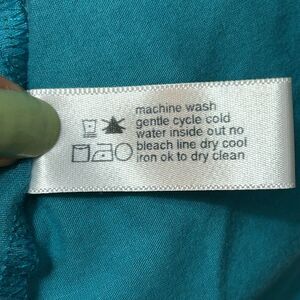 machine wash
gentle cycle cold
water inside out no
bleach line dry cool
iron ok to dry clean